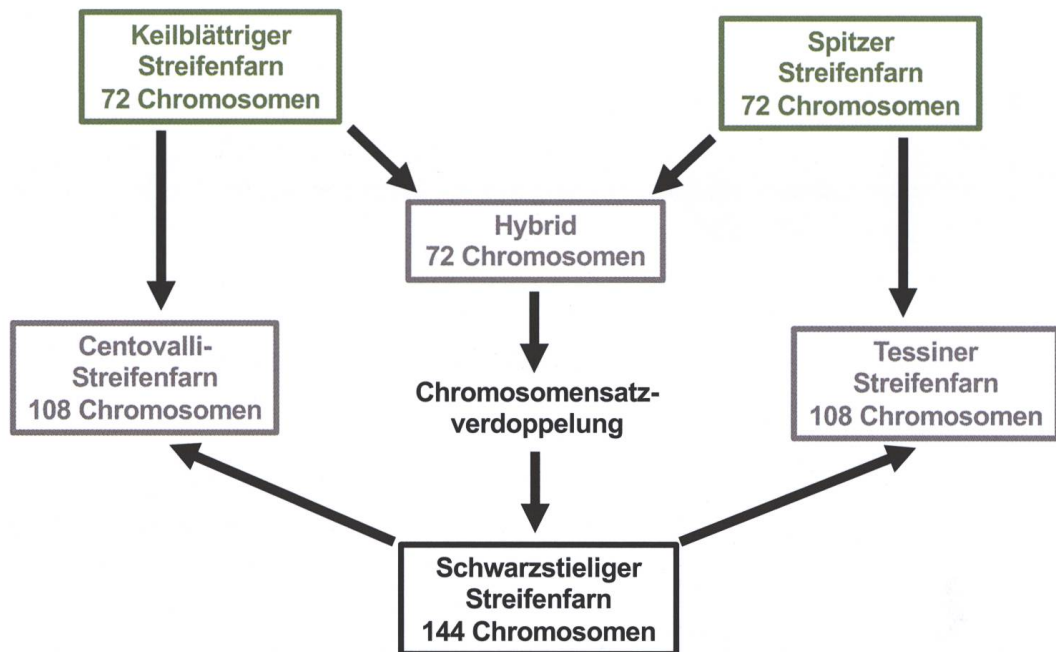 Keilblättriger
Streifenfarn
72 Chromosomen
Spitzer
Streifenfarn
72 Chromosomen
Hybrid
72 Chromosomen
Centovalli-
Streifenfarn
108 Chromosomen
Chromosomensatz-
verdoppelung
Tessiner
Streifenfarn
108 Chromosomen
Schwarzstieliger
Streifenfarn
144 Chromosomen